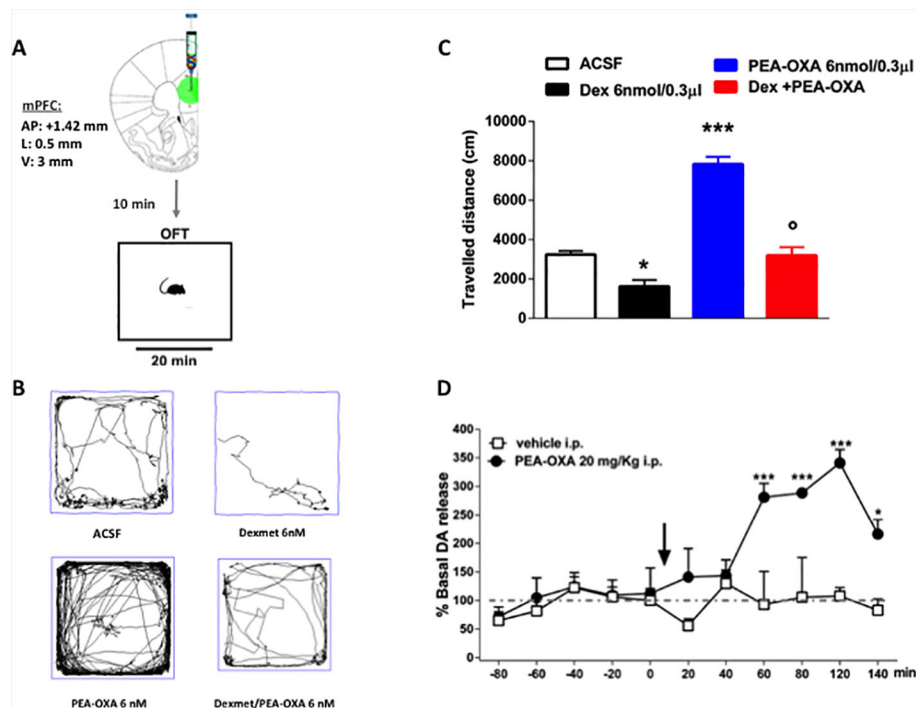 A
mPFC:
AP: +1.42 mm
L: 0.5 mm
V: 3 mm
10 min
OFT
20 min
B
ACSF
Dexmet 6nM
PEA-OXA 6 nM
Dexmet/PEA-OXA 6 nM
C
ACSF
PEA-OXA 6nmol/0.3µl
Dex 6nmol/0.3µl
Dex +PEA-OXA
Travelled distance (cm)
10000
8000
6000
4000
2000
0
*
***
°
D
vehicle i.p.
PEA-OXA 20 mg/Kg i.p.
% Basal DA release
400
350
300
250
200
150
100
50
0
***
***
***
*
-80 -60 -40 -20 0 20 40 60 80 120 140 min